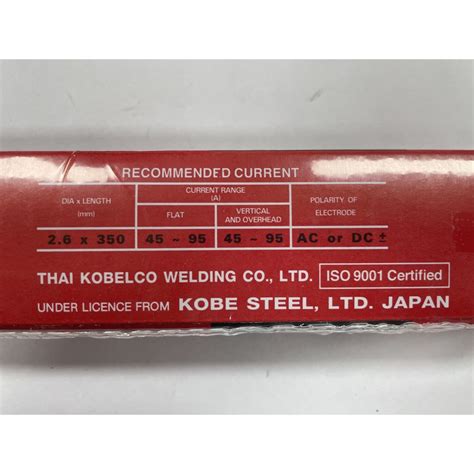 RECOMMENDED CURRENT
DIA x LENGTH
(mm)
CURRENT RANGE
(A)
FLAT
VERTICAL
AND OVERHEAD
POLARITY OF
ELECTRODE
2.6 x 350
45 ~ 95
45 ~ 95
AC or DC ±
THAI KOBELCO WELDING CO., LTD.
ISO 9001 Certified
UNDER LICENCE FROM KOBE STEEL, LTD. JAPAN